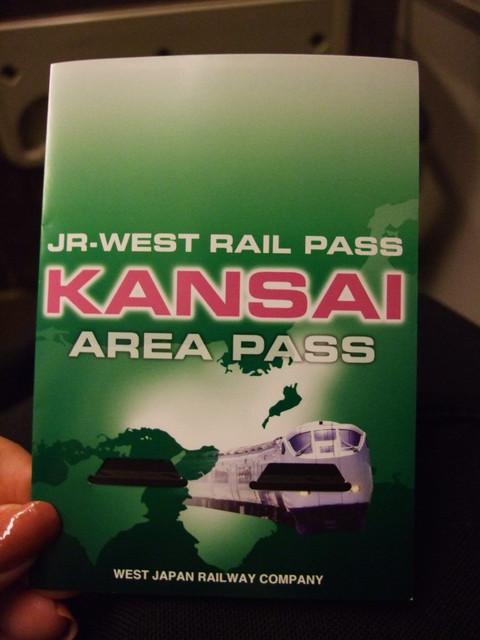 JR-WEST RAIL PASS
KANSAI
AREA PASS
WEST JAPAN RAILWAY COMPANY